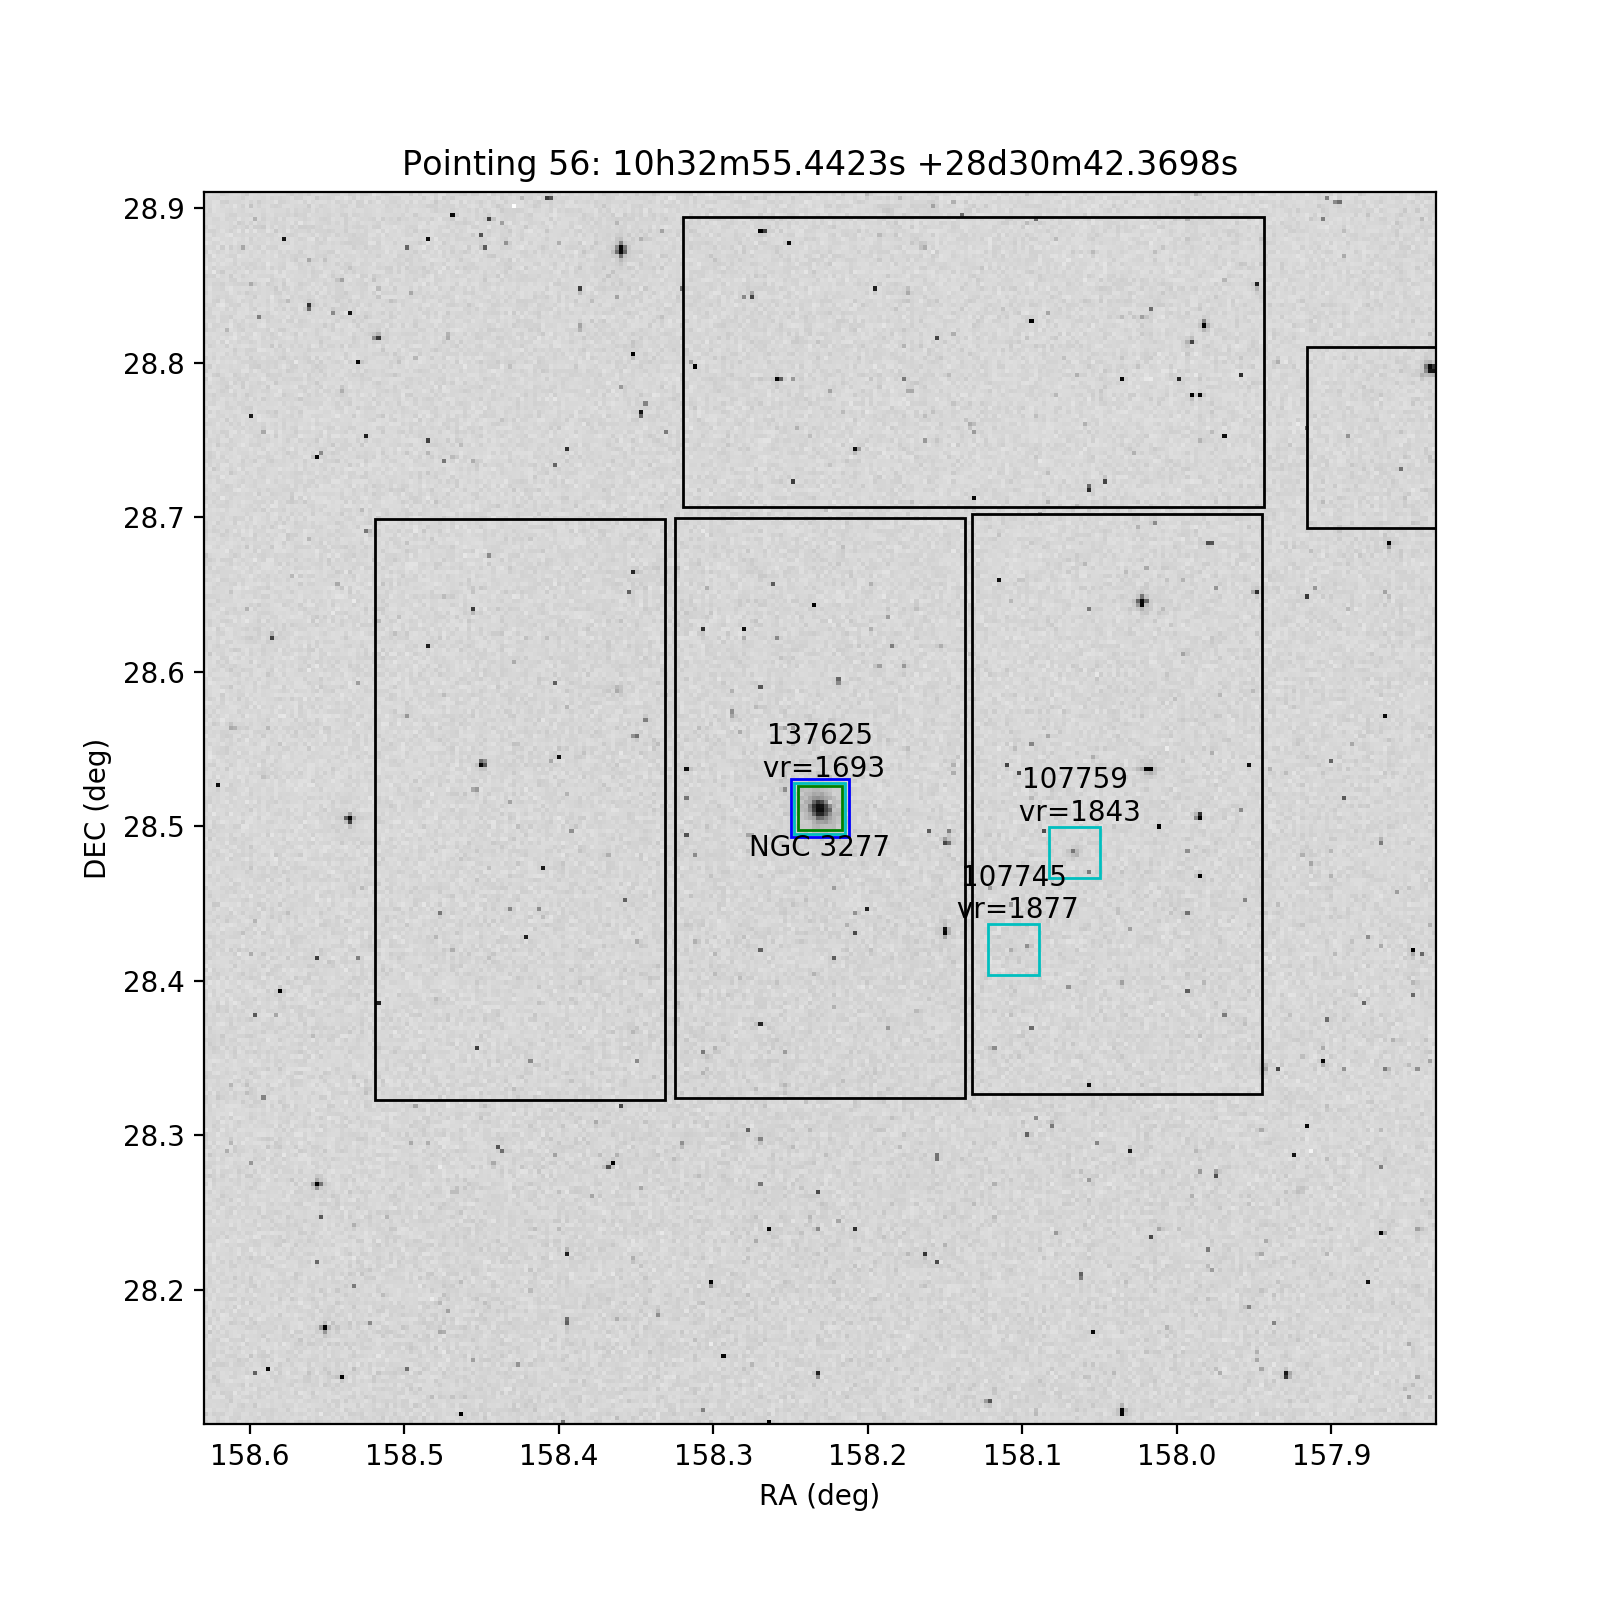 Pointing 56: 10h32m55.4423s +28d30m42.3698s
28.9
28.8
28.7
28.6
28.5
28.4
28.3
28.2
DEC (deg)
137625
vr=1693
NGC 3277
107759
vr=1843
107745
vr=1877
158.6 158.5 158.4 158.3 158.2 158.1 158.0 157.9
RA (deg)